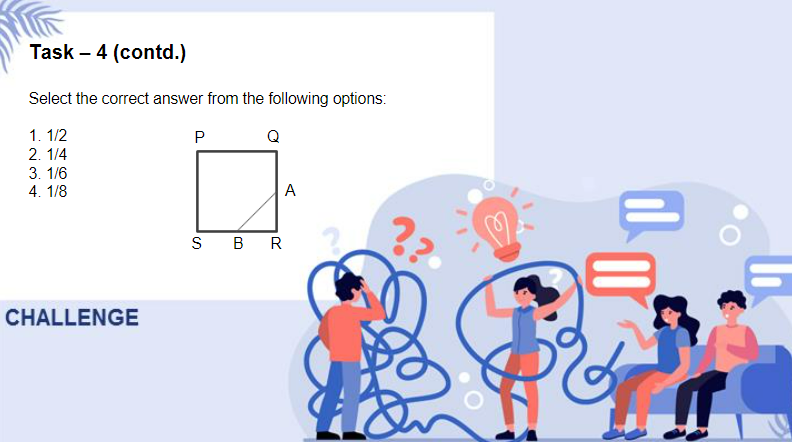 Task – 4 (contd.)
Select the correct answer from the following options:
1. 1/2
2. 1/4
3. 1/6
4. 1/8
P Q
A
S B R
? ? ?
?
CHALLENGE